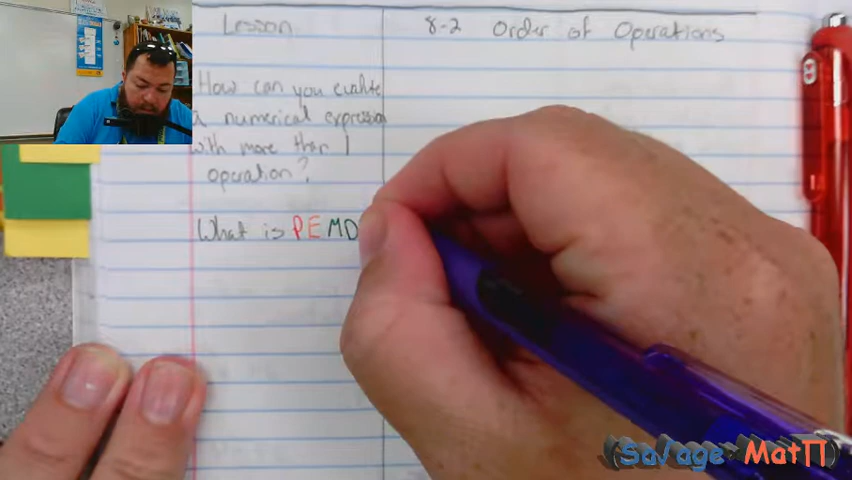 Lesson
8-2 Order of Operations
How can you evalute
a numerical expression
with more than 1
operation?
What is PEMD
Savage MatΠ